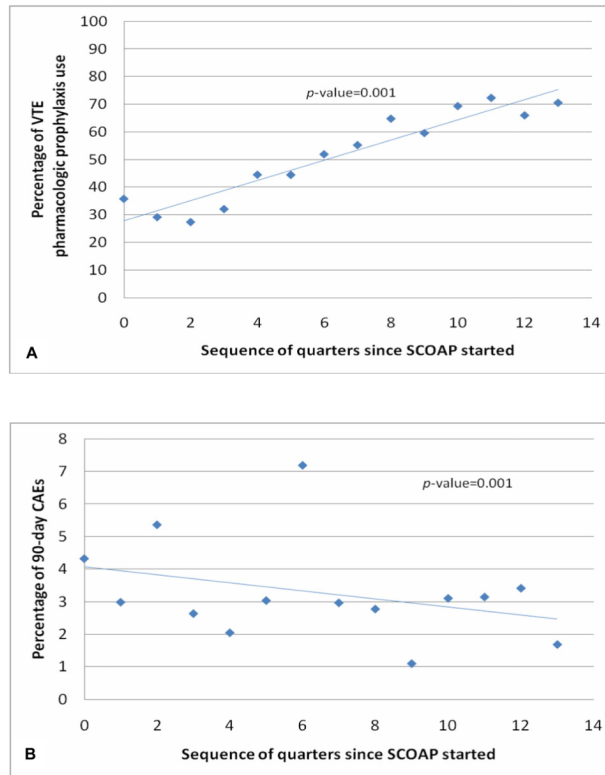 100
90
80
70
60
50
40
30
20
10
0
Percentage of VTE
pharmacologic prophylaxis use
p-value=0.001
0 2 4 6 8 10 12 14
A
Sequence of quarters since SCOAP started
8
7
6
5
4
3
2
1
0
Percentage of 90-day CAEs
p-value=0.001
0 2 4 6 8 10 12 14
B
Sequence of quarters since SCOAP started